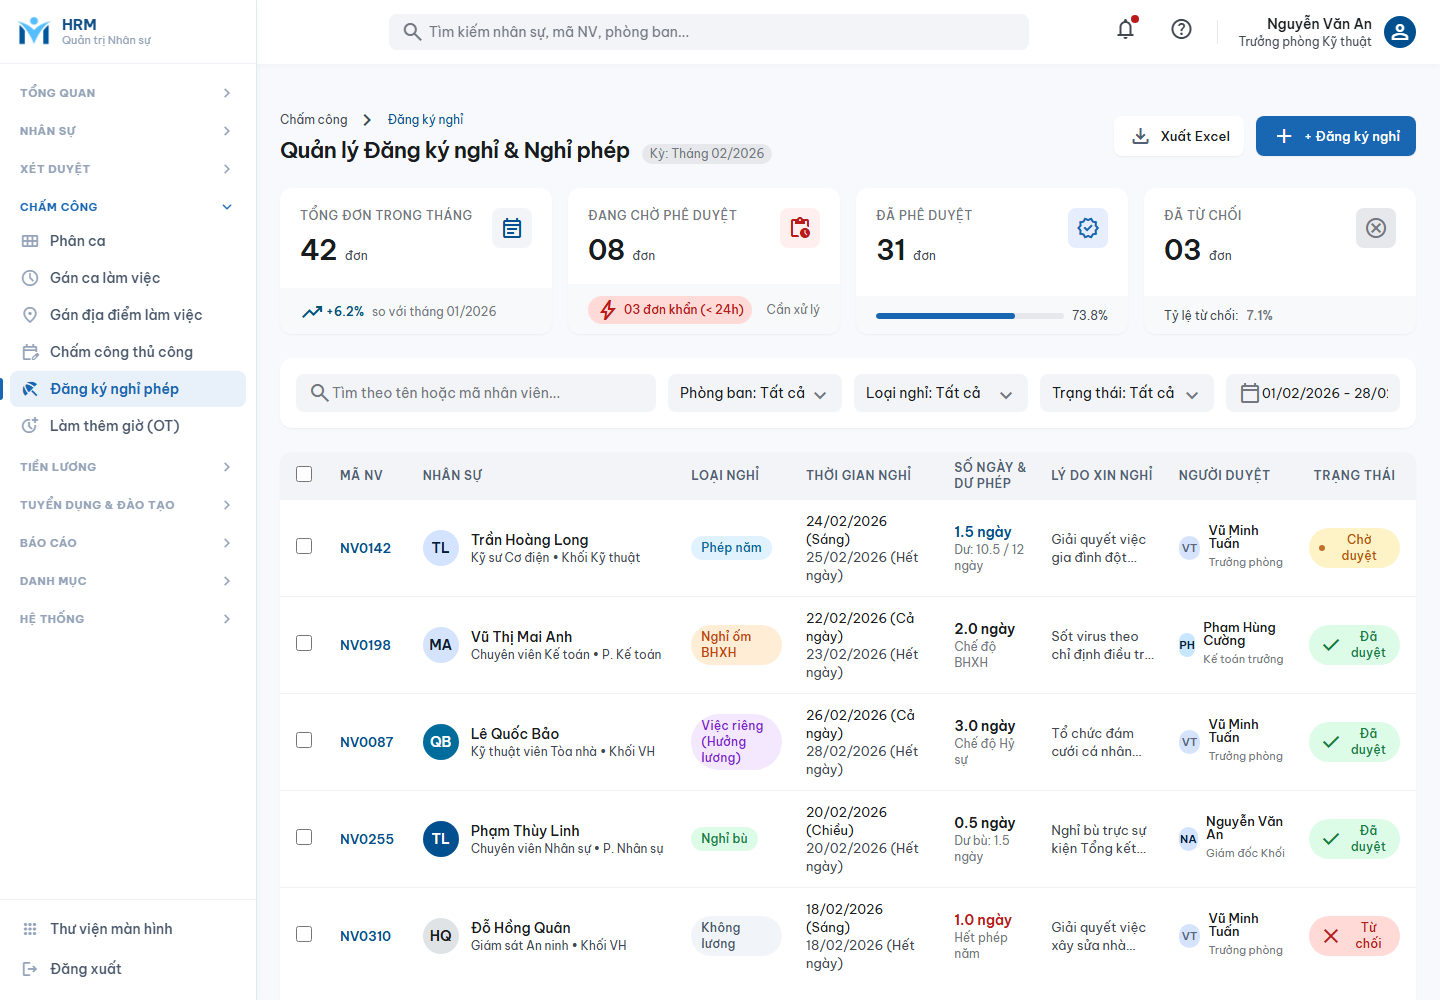 HRM
Quản trị Nhân sự
Tìm kiếm nhân sự, mã NV, phòng ban...
Nguyễn Văn An
Trưởng phòng Kỹ thuật
TỔNG QUAN
NHÂN SỰ
XÉT DUYỆT
CHẤM CÔNG
Phân ca
Gán ca làm việc
Gán địa điểm làm việc
Chấm công thủ công
Đăng ký nghỉ phép
Làm thêm giờ (OT)
TIỀN LƯƠNG
TUYỂN DỤNG & ĐÀO TẠO
BÁO CÁO
DANH MỤC
HỆ THỐNG
Thư viện màn hình
Đăng xuất
Chấm công
Đăng ký nghỉ
Quản lý Đăng ký nghỉ & Nghỉ phép
Kỳ: Tháng 02/2026
Xuất Excel
+ Đăng ký nghỉ
TỔNG ĐƠN TRONG THÁNG
42 đơn
+6.2% so với tháng 01/2026
ĐANG CHỜ PHÊ DUYỆT
08 đơn
03 đơn khẩn (< 24h)
Cần xử lý
ĐÃ PHÊ DUYỆT
31 đơn
73.8%
ĐÃ TỪ CHỐI
03 đơn
Tỷ lệ từ chối: 7.1%
Tìm theo tên hoặc mã nhân viên...
Phòng ban: Tất cả
Loại nghỉ: Tất cả
Trạng thái: Tất cả
01/02/2026 - 28/02
MÃ NV
NHÂN SỰ
LOẠI NGHỈ
THỜI GIAN NGHỈ
SỐ NGÀY &
DƯ PHÉP
LÝ DO XIN NGHỈ
NGƯỜI DUYỆT
TRẠNG THÁI
NV0142
TL
Trần Hoàng Long
Kỹ sư Cơ điện • Khối Kỹ thuật
Phép năm
24/02/2026
(Sáng)
25/02/2026 (Hết
ngày)
1.5 ngày
Dư: 10.5 / 12
ngày
Giải quyết việc
gia đình đột...
VT
Vũ Minh
Tuấn
Trưởng phòng
Chờ
duyệt
NV0198
MA
Vũ Thị Mai Anh
Chuyên viên Kế toán • P. Kế toán
Nghỉ ốm
BHXH
22/02/2026 (Cả
ngày)
23/02/2026 (Hết
ngày)
2.0 ngày
Chế độ
BHXH
Sốt virus theo
chỉ định điều tr...
PH
Phạm Hùng
Cường
Kế toán trưởng
Đã
duyệt
NV0087
QB
Lê Quốc Bảo
Kỹ thuật viên Tòa nhà • Khối VH
Việc riêng
(Hưởng
lương)
26/02/2026 (Cả
ngày)
28/02/2026 (Hết
ngày)
3.0 ngày
Chế độ Hỷ
sự
Tổ chức đám
cưới cá nhân...
VT
Vũ Minh
Tuấn
Trưởng phòng
Đã
duyệt
NV0255
TL
Phạm Thùy Linh
Chuyên viên Nhân sự • P. Nhân sự
Nghỉ bù
20/02/2026
(Chiều)
20/02/2026 (Hết
ngày)
0.5 ngày
Dư bù: 1.5
ngày
Nghỉ bù trực sự
kiện Tổng kết...
NA
Nguyễn Văn
An
Giám đốc Khối
Đã
duyệt
NV0310
HQ
Đỗ Hồng Quân
Giám sát An ninh • Khối VH
Không
lương
18/02/2026
(Sáng)
18/02/2026 (Hết
ngày)
1.0 ngày
Hết phép
năm
Giải quyết việc
xây sửa nhà...
VT
Vũ Minh
Tuấn
Trưởng phòng
Từ
chối